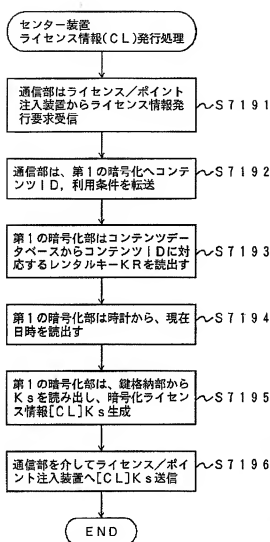 センター装置
ライセンス情報(CL)発行処理
通信部はライセンス／ポイント
注入装置からライセンス情報発
行要求受信
S7191
通信部は、第1の暗号化へコンテ
ンツID，利用条件を転送
S7192
第1の暗号化部はコンテンツデー
タベースからコンテンツIDに対
応するレンタルキーKRを読出す
S7193
第1の暗号化部は時計から、現在
日時を読出す
S7194
第1の暗号化部は、鍵格納部から
Ksを読み出し、暗号化ライセン
ス情報[CL]Ks生成
S7195
通信部を介してライセンス／ポイ
ント注入装置へ[CL]Ks送信
S7196
END